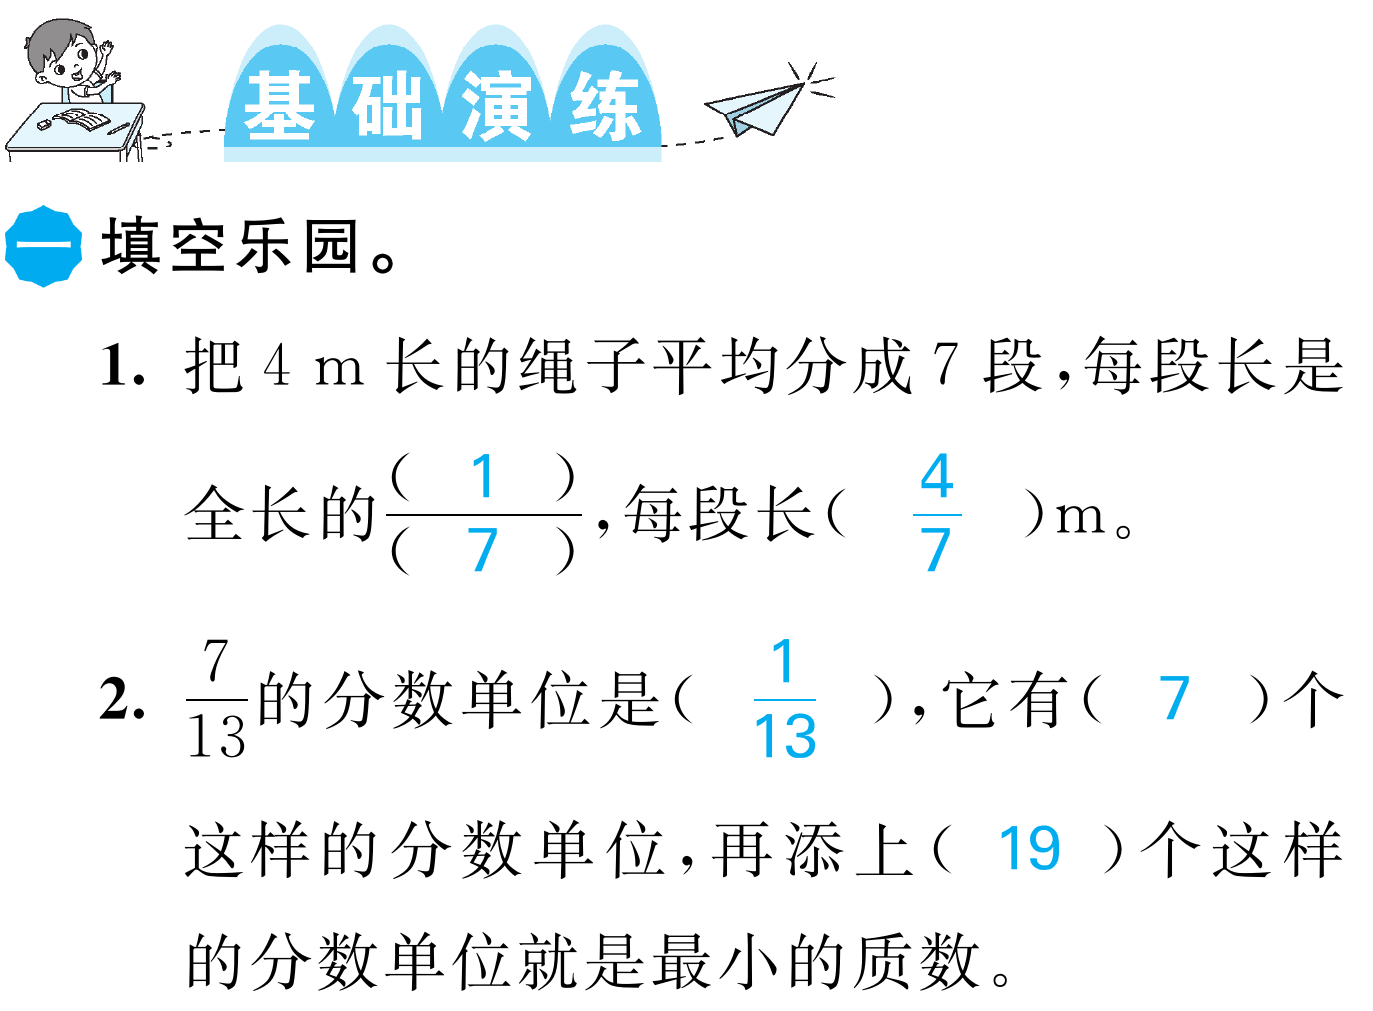 基础演练
一 填空乐园。
1. 把 4 m 长的绳子平均分成 7 段,每段长是
全长的( 1 )/( 7 ),每段长( 4/7 )m。
2. 7/13的分数单位是( 1/13 ),它有( 7 )个
这样的分数单位,再添上( 19 )个这样
的分数单位就是最小的质数。